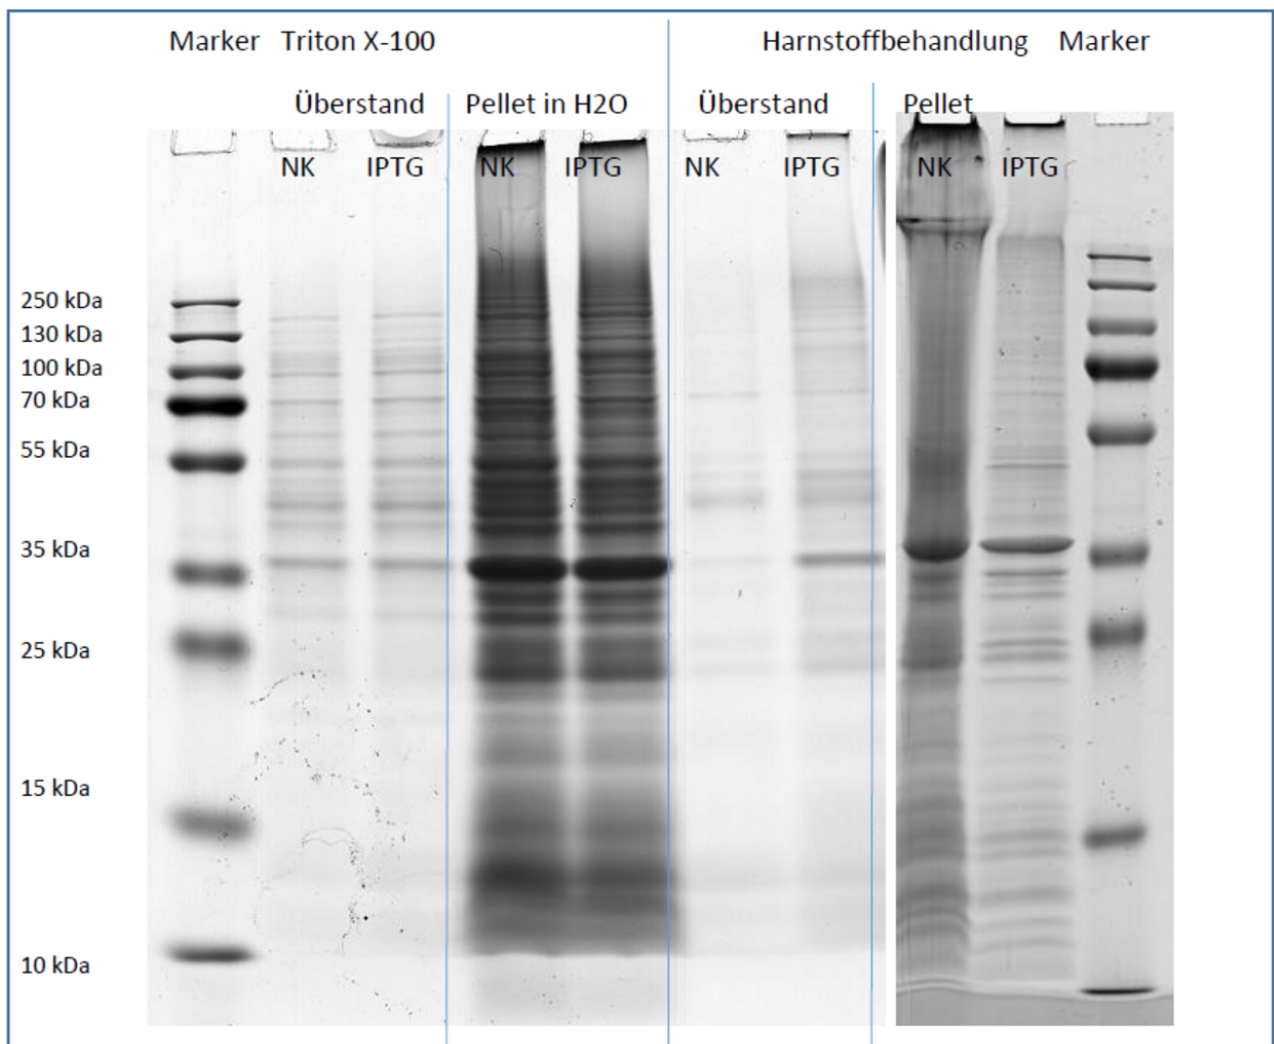 Marker Triton X-100 Harnstoffbehandlung Marker
Überstand Pellet in H2O Überstand Pellet
NK IPTG NK IPTG NK IPTG NK IPTG
250 kDa
130 kDa
100 kDa
70 kDa
55 kDa
35 kDa
25 kDa
15 kDa
10 kDa